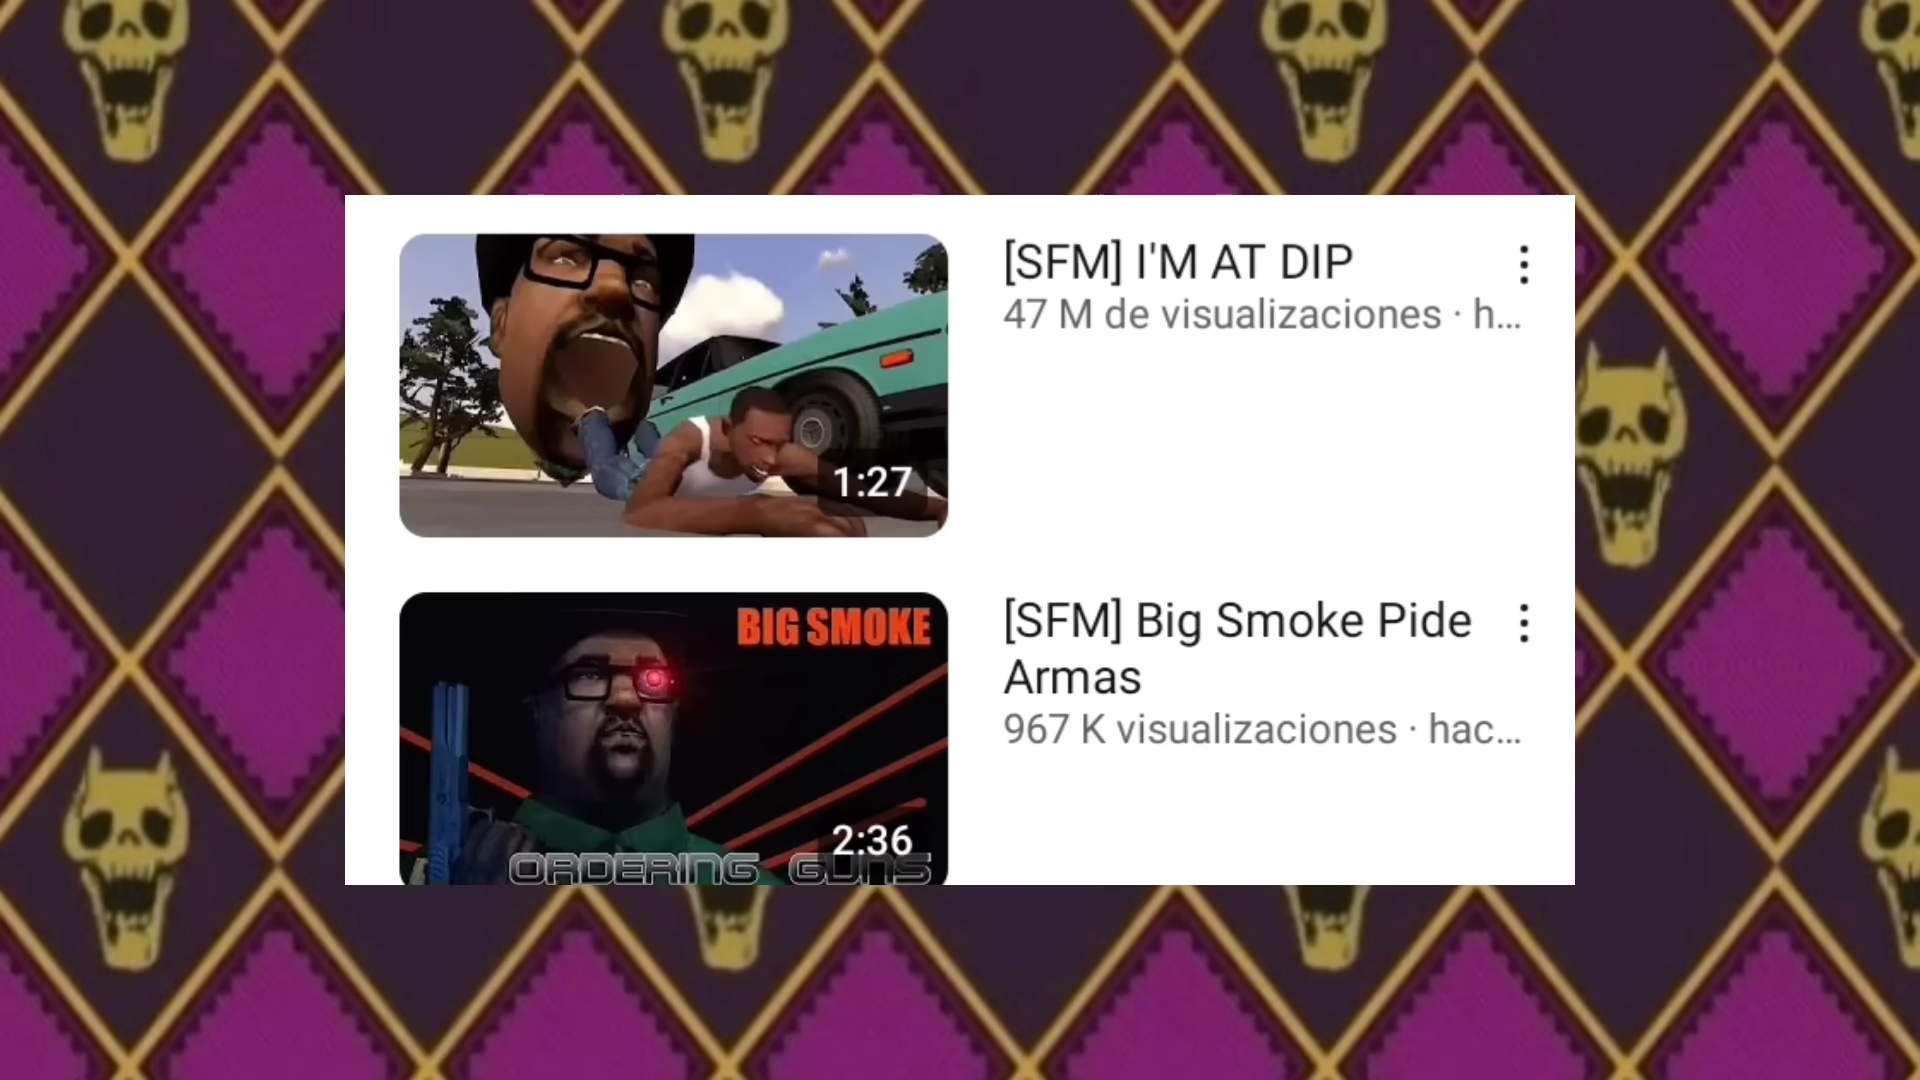 [SFM] I'M AT DIP
47 M de visualizaciones · h...
1:27
BIG SMOKE
[SFM] Big Smoke Pide
Armas
967 K visualizaciones · hac...
2:36
ORDERING GUNS